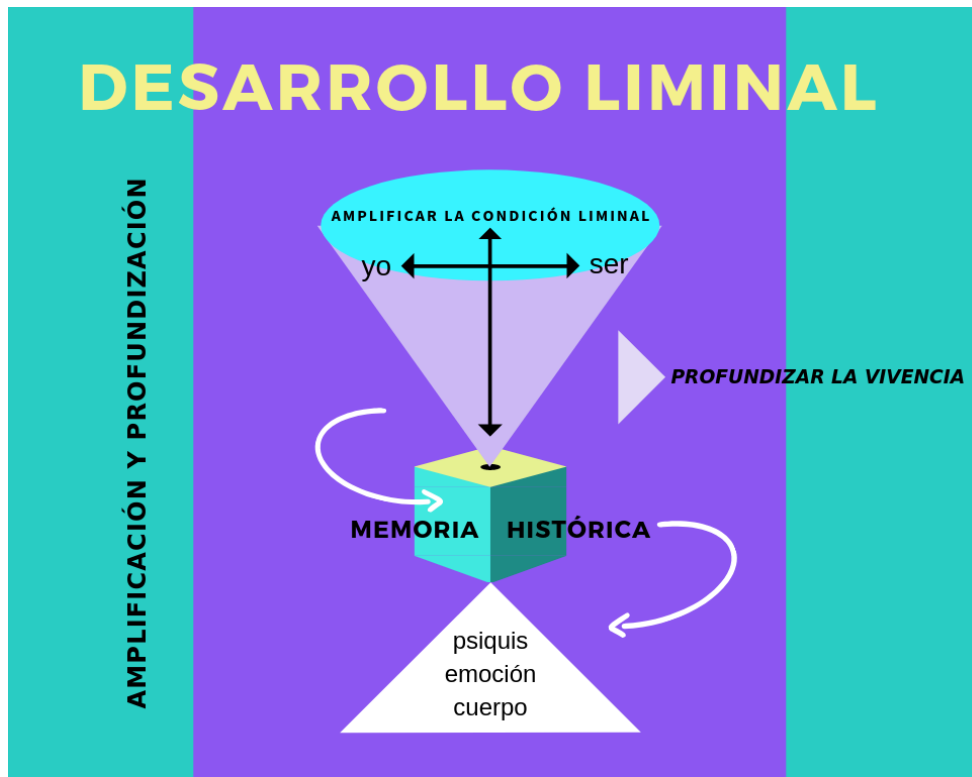 DESARROLLO LIMINAL
AMPLIFICACIÓN Y PROFUNDIZACIÓN
AMPLIFICAR LA CONDICIÓN LIMINAL
yo
ser
PROFUNDIZAR LA VIVENCIA
MEMORIA HISTÓRICA
psiquis
emoción
cuerpo